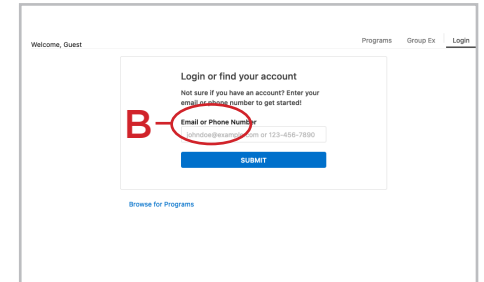 Welcome, Guest
Programs Group Ex Login
Login or find your account
Not sure if you have an account? Enter your
email or phone number to get started!
B
Email or Phone Number
johndoe@example.com or 123-456-7890
SUBMIT
Browse for Programs